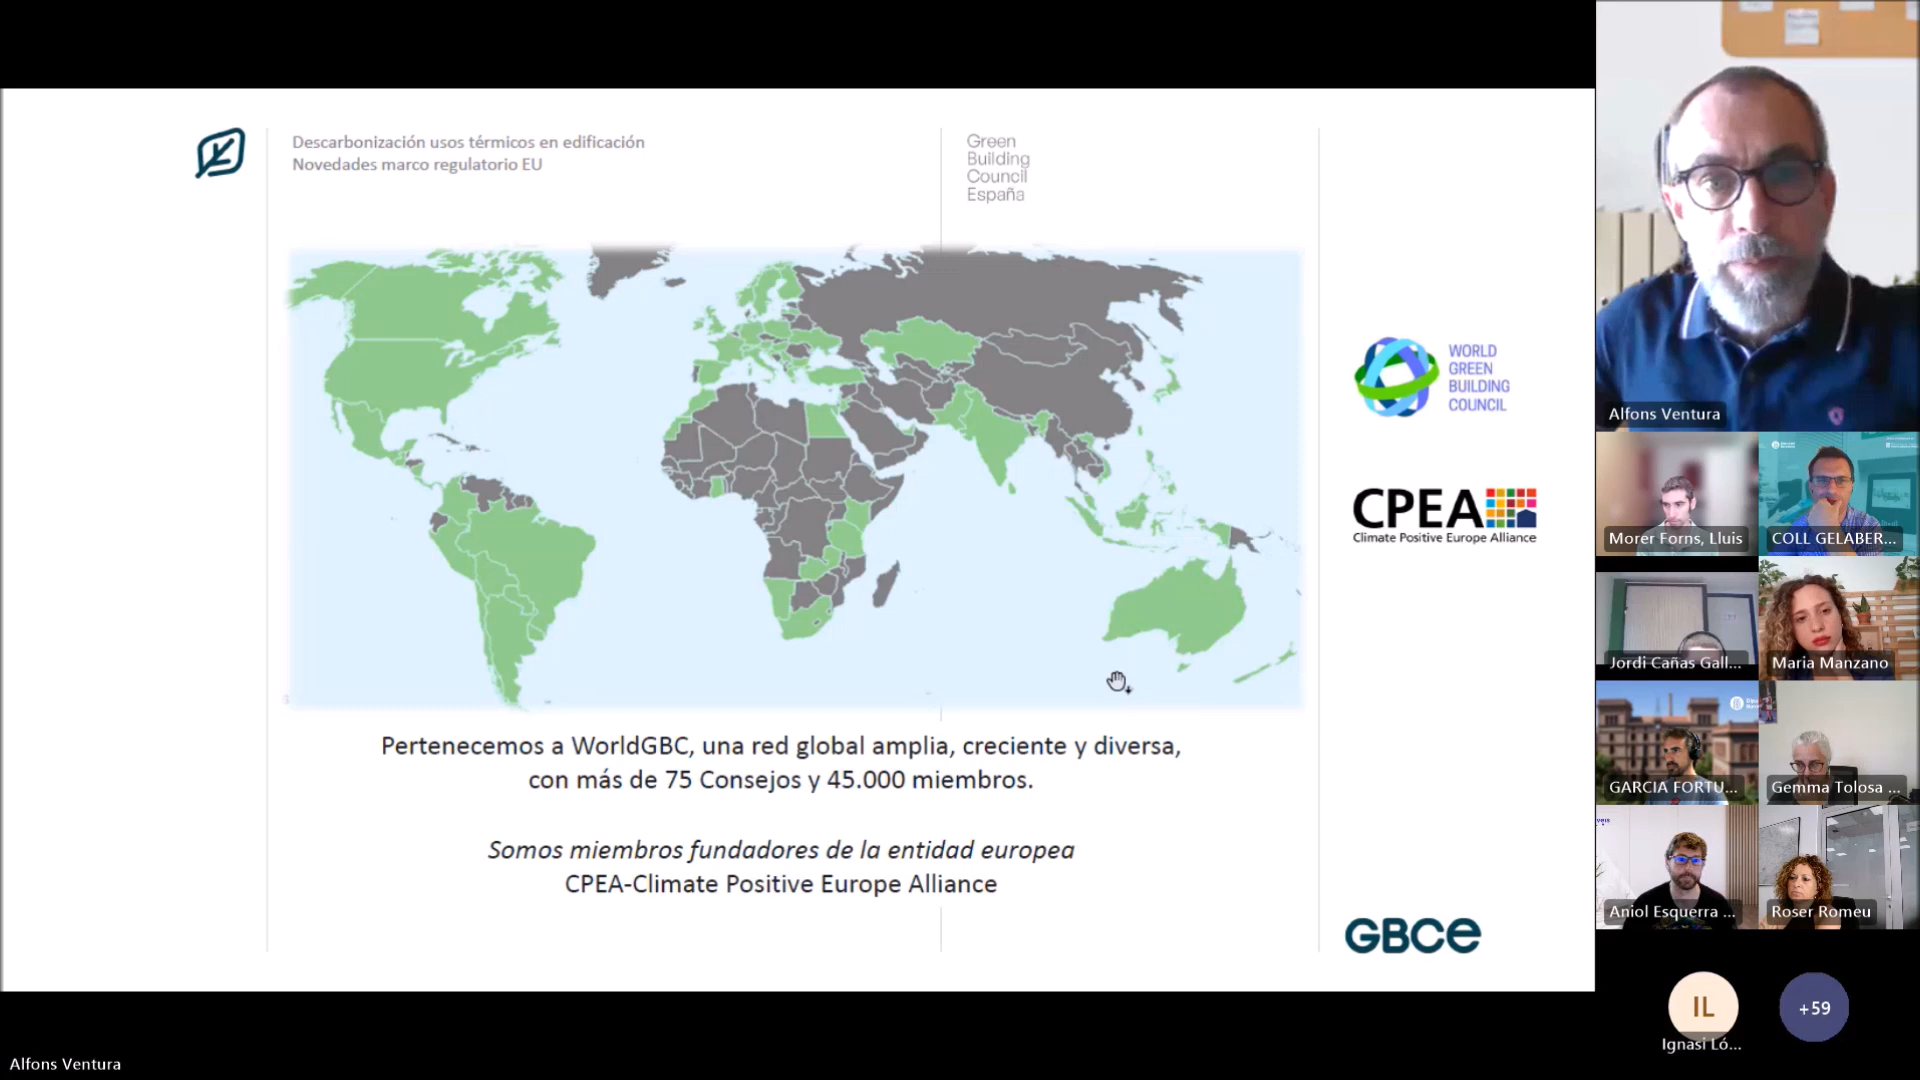 Descarbonización usos térmicos en edificación
Novedades marco regulatorio EU
Green
Building
Council
España
WORLD
GREEN
BUILDING
COUNCIL
CPEA
Climate Positive Europe Alliance
Pertenecemos a WorldGBC, una red global amplia, creciente y diversa,
con más de 75 Consejos y 45.000 miembros.
Somos miembros fundadores de la entidad europea
CPEA-Climate Positive Europe Alliance
GBCe
Alfons Ventura
Morer Forns, Lluis
COLL GELABER...
Jordi Cañas Gall...
Maria Manzano
GARCIA FORTU...
Gemma Tolosa ...
Aniol Esquerra ...
Roser Romeu
IL
+59
Ignasi Ló...
Alfons Ventura